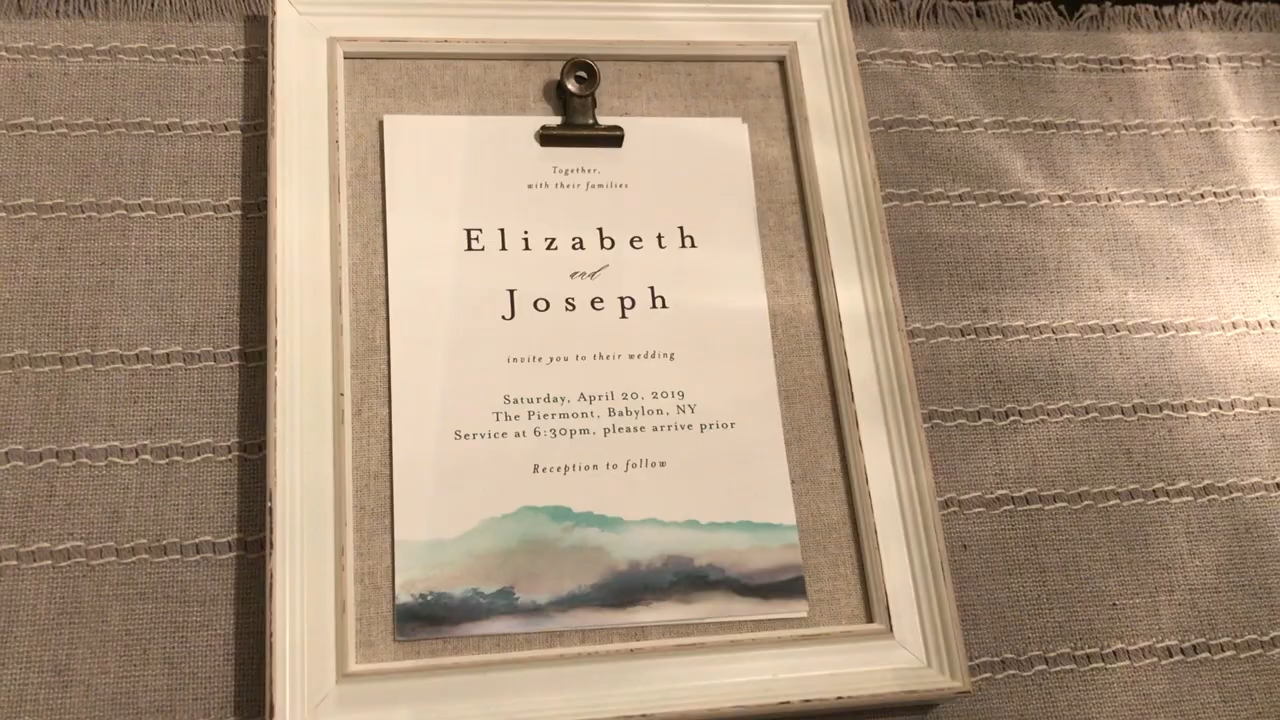 Together,
with their families
Elizabeth
and
Joseph
invite you to their wedding
Saturday, April 20, 2019
The Piermont, Babylon, NY
Service at 6:30pm, please arrive prior
Reception to follow